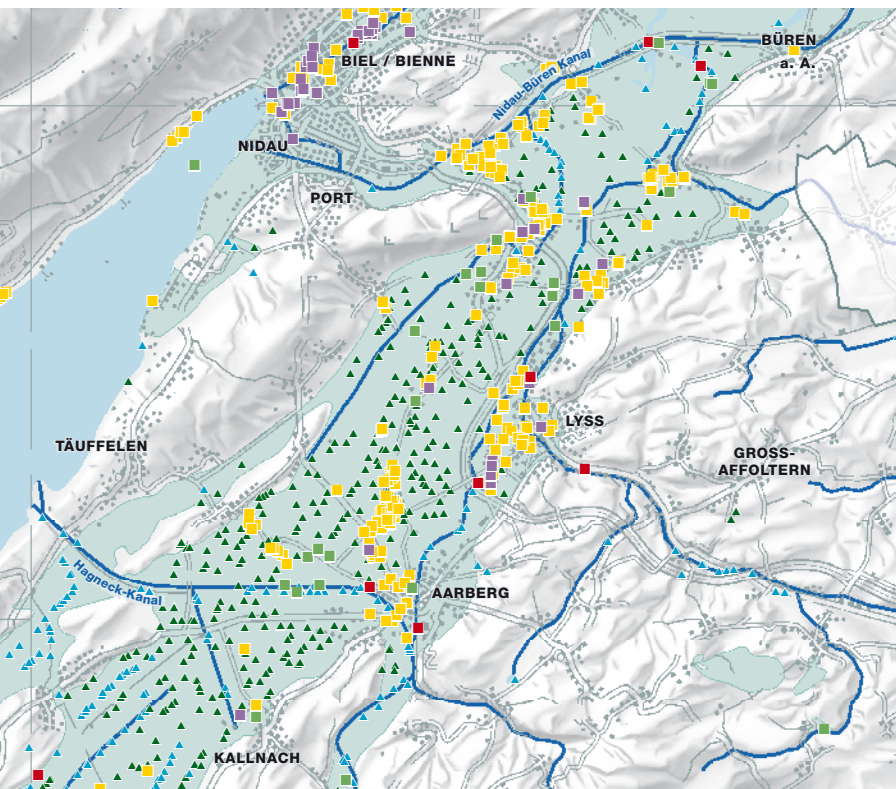 BIEL / BIENNE
BÜREN
a. A.
Nidau-Büren Kanal
NIDAU
PORT
TÄUFFELEN
LYSS
GROSS-
AFFOLTERN
Hagneck-Kanal
AARBERG
KALLNACH